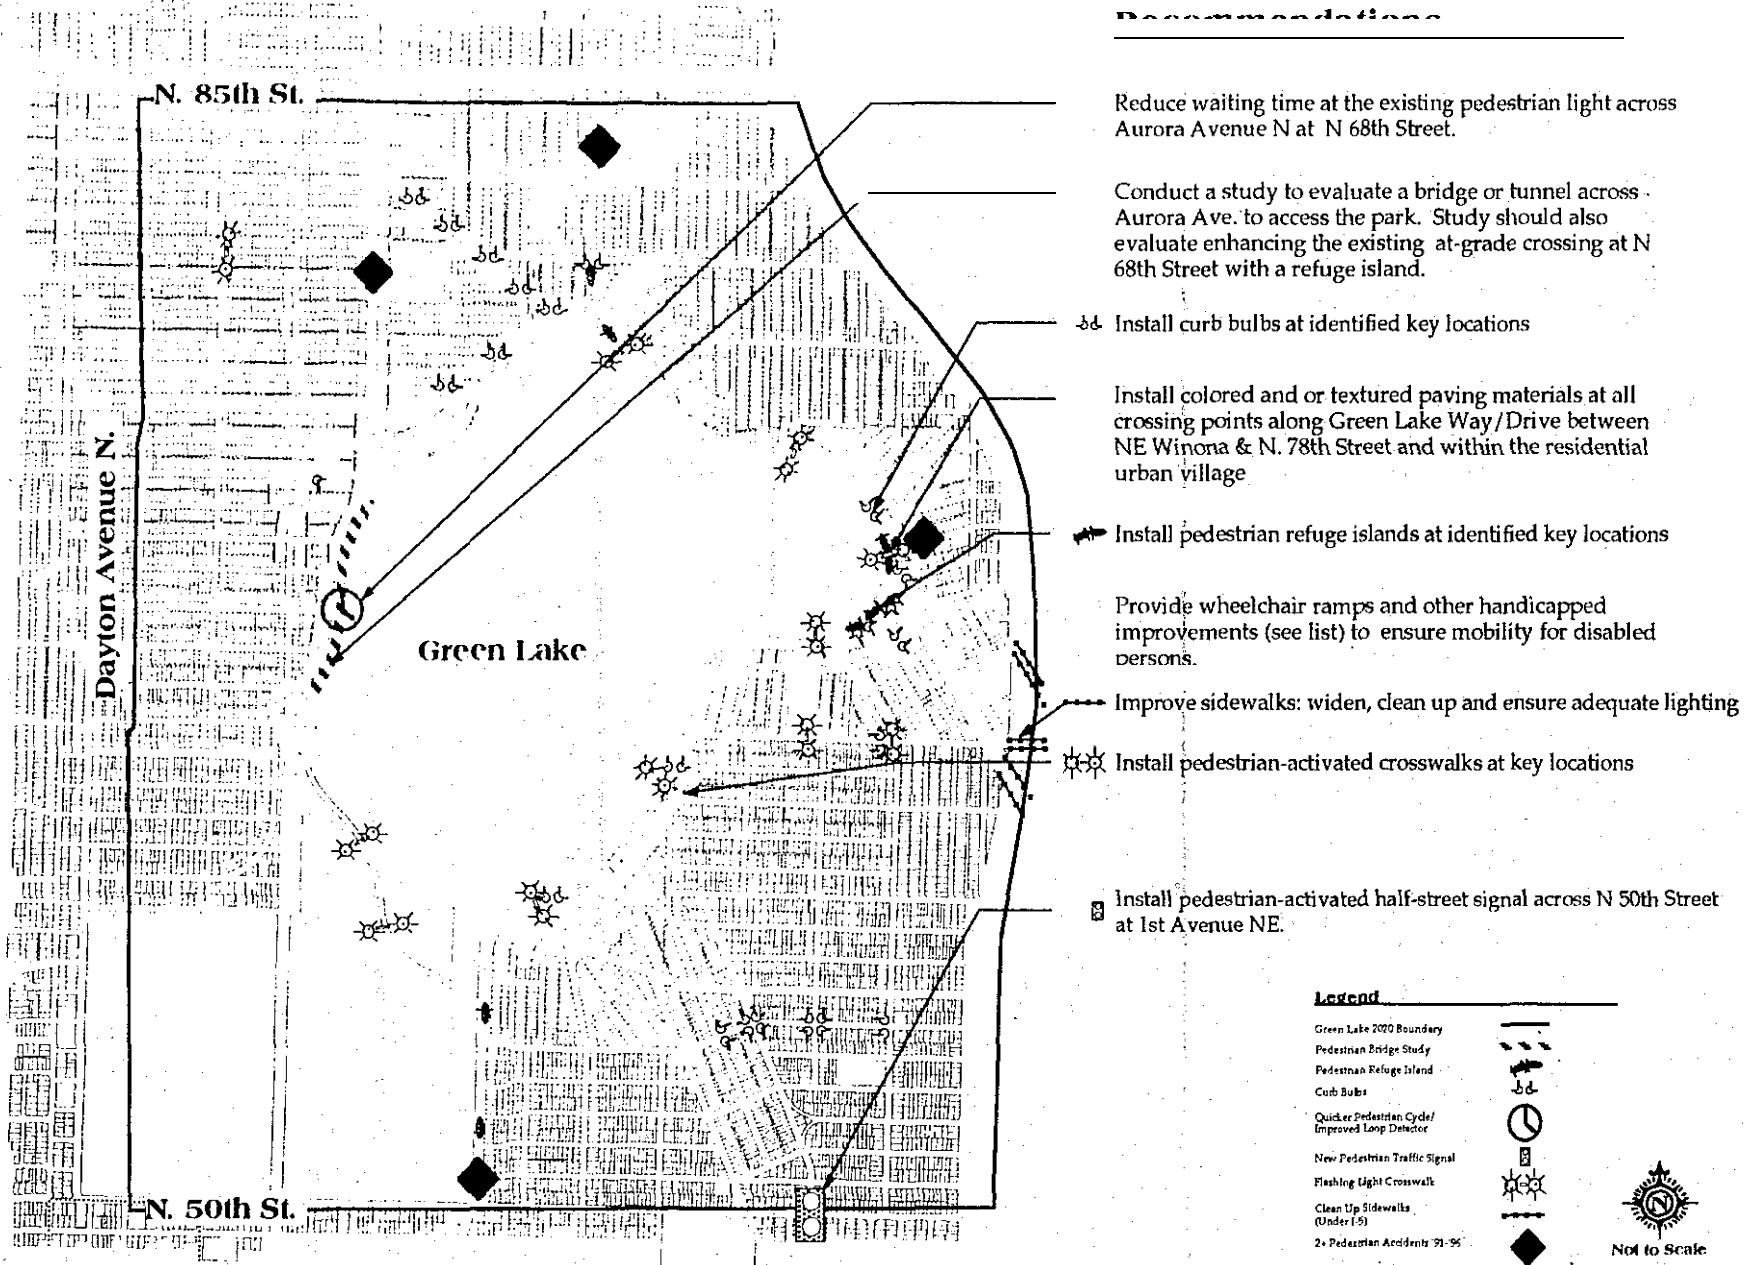 Recommendations
N. 85th St.
Reduce waiting time at the existing pedestrian light across
Aurora Avenue N at N 68th Street.
Conduct a study to evaluate a bridge or tunnel across
Aurora Ave. to access the park. Study should also
evaluate enhancing the existing at-grade crossing at N
68th Street with a refuge island.
Install curb bulbs at identified key locations
Install colored and or textured paving materials at all
crossing points along Green Lake Way/Drive between
NE Winona & N. 78th Street and within the residential
urban village
Install pedestrian refuge islands at identified key locations
Provide wheelchair ramps and other handicapped
improvements (see list) to ensure mobility for disabled
persons.
Improve sidewalks: widen, clean up and ensure adequate lighting
Install pedestrian-activated crosswalks at key locations
Install pedestrian-activated half-street signal across N 50th Street
at 1st Avenue NE.
Dayton Avenue N.
Green Lake
N. 50th St.
Legend
Green Lake 2020 Boundary
Pedestrian Bridge Study
Pedestrian Refuge Island
Curb Bulbs
Quicker Pedestrian Cycle/
Improved Loop Detector
New Pedestrian Traffic Signal
Flashing Light Crosswalk
Clean Up Sidewalks
(Under I-5)
2+ Pedestrian Accidents '91-'95
N
Not to Scale